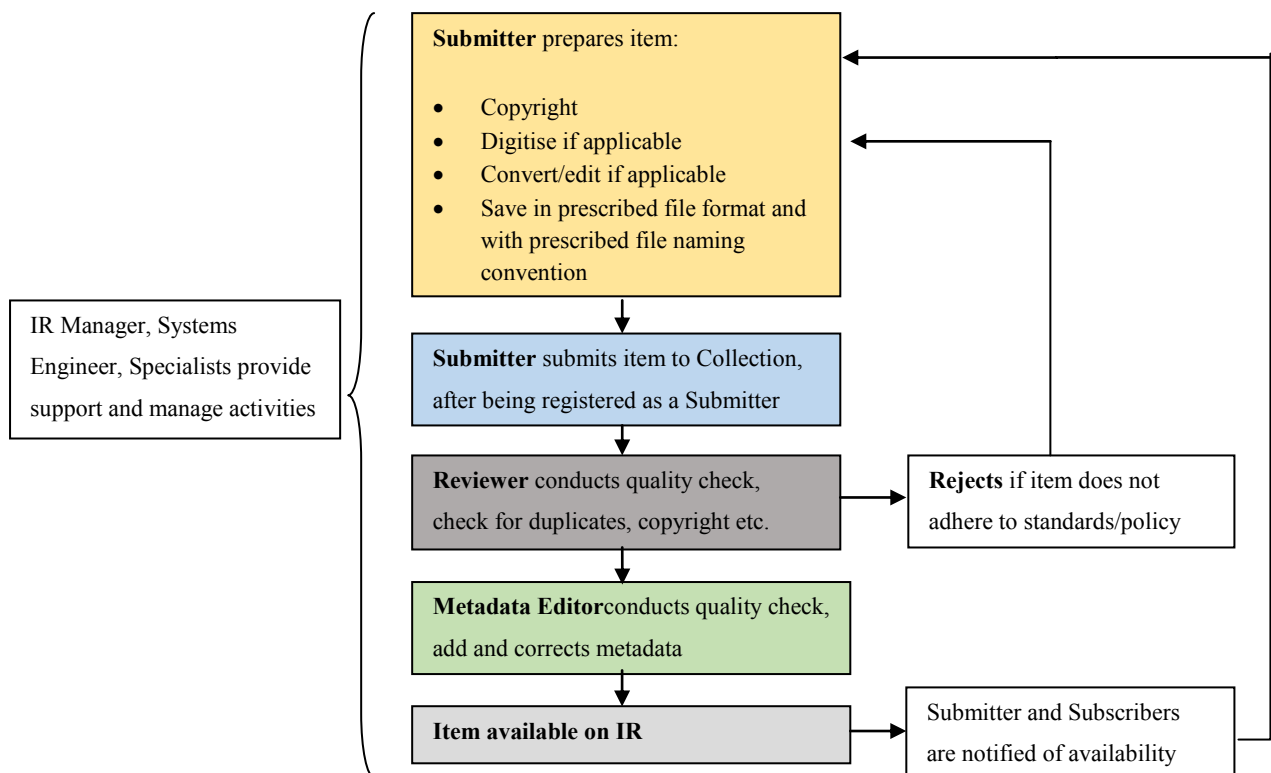 Submitter prepares item:
• Copyright
• Digitise if applicable
• Convert/edit if applicable
• Save in prescribed file format and
with prescribed file naming
convention
IR Manager, Systems
Engineer, Specialists provide
support and manage activities
Submitter submits item to Collection,
after being registered as a Submitter
Reviewer conducts quality check,
check for duplicates, copyright etc.
Rejects if item does not
adhere to standards/policy
Metadata Editorconducts quality check,
add and corrects metadata
Item available on IR
Submitter and Subscribers
are notified of availability